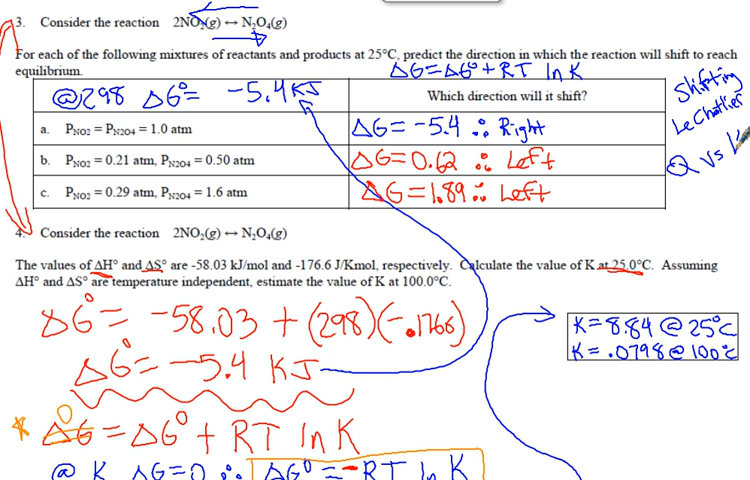 3. Consider the reaction 2NO₂(g) ↔ N₂O₄(g)
For each of the following mixtures of reactants and products at 25°C, predict the direction in which the reaction will shift to reach
equilibrium.
ΔG = ΔG° + RT ln K
@298 ΔG° = -5.4 KJ
Which direction will it shift?
a. PNO2 = PN2O4 = 1.0 atm
ΔG = -5.4 ∴ Right
b. PNO2 = 0.21 atm, PN2O4 = 0.50 atm
ΔG = 0.62 ∴ Left
c. PNO2 = 0.29 atm, PN2O4 = 1.6 atm
ΔG = 1.89 ∴ Left
Shifting
LeChatlier
Q vs K
4. Consider the reaction 2NO₂(g) ↔ N₂O₄(g)
The values of ΔH° and ΔS° are -58.03 kJ/mol and -176.6 J/Kmol, respectively. Calculate the value of K at 25.0°C. Assuming
ΔH° and ΔS° are temperature independent, estimate the value of K at 100.0°C.
ΔG° = -58.03 + (298)(-.1766)
ΔG° = -5.4 KJ
K = 8.84 @ 25°C
K = .0798 @ 100°C
0
* ΔG = ΔG° + RT ln K
@ K ΔG = 0 ∴ ΔG° = -RT ln K